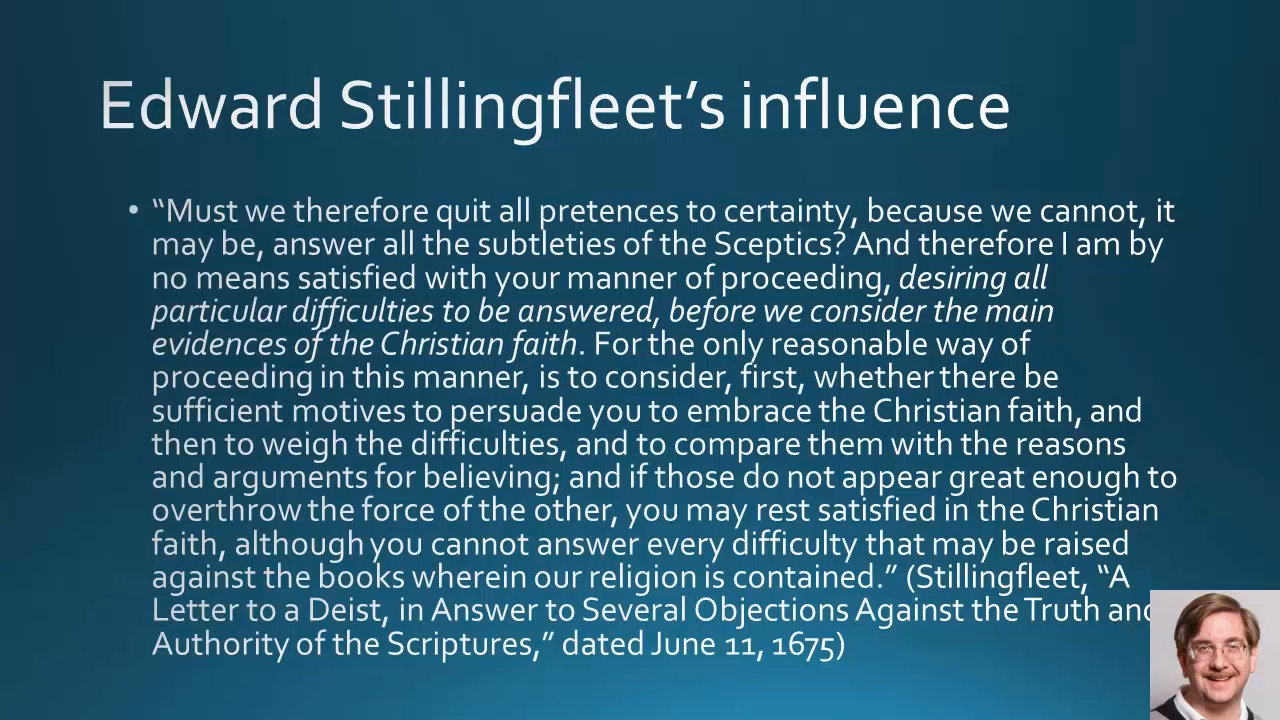 Edward Stillingfleet’s influence
• “Must we therefore quit all pretences to certainty, because we cannot, it
may be, answer all the subtleties of the Sceptics? And therefore I am by
no means satisfied with your manner of proceeding, desiring all
particular difficulties to be answered, before we consider the main
evidences of the Christian faith. For the only reasonable way of
proceeding in this manner, is to consider, first, whether there be
sufficient motives to persuade you to embrace the Christian faith, and
then to weigh the difficulties, and to compare them with the reasons
and arguments for believing; and if those do not appear great enough to
overthrow the force of the other, you may rest satisfied in the Christian
faith, although you cannot answer every difficulty that may be raised
against the books wherein our religion is contained.” (Stillingfleet, “A
Letter to a Deist, in Answer to Several Objections Against the Truth and
Authority of the Scriptures,” dated June 11, 1675)